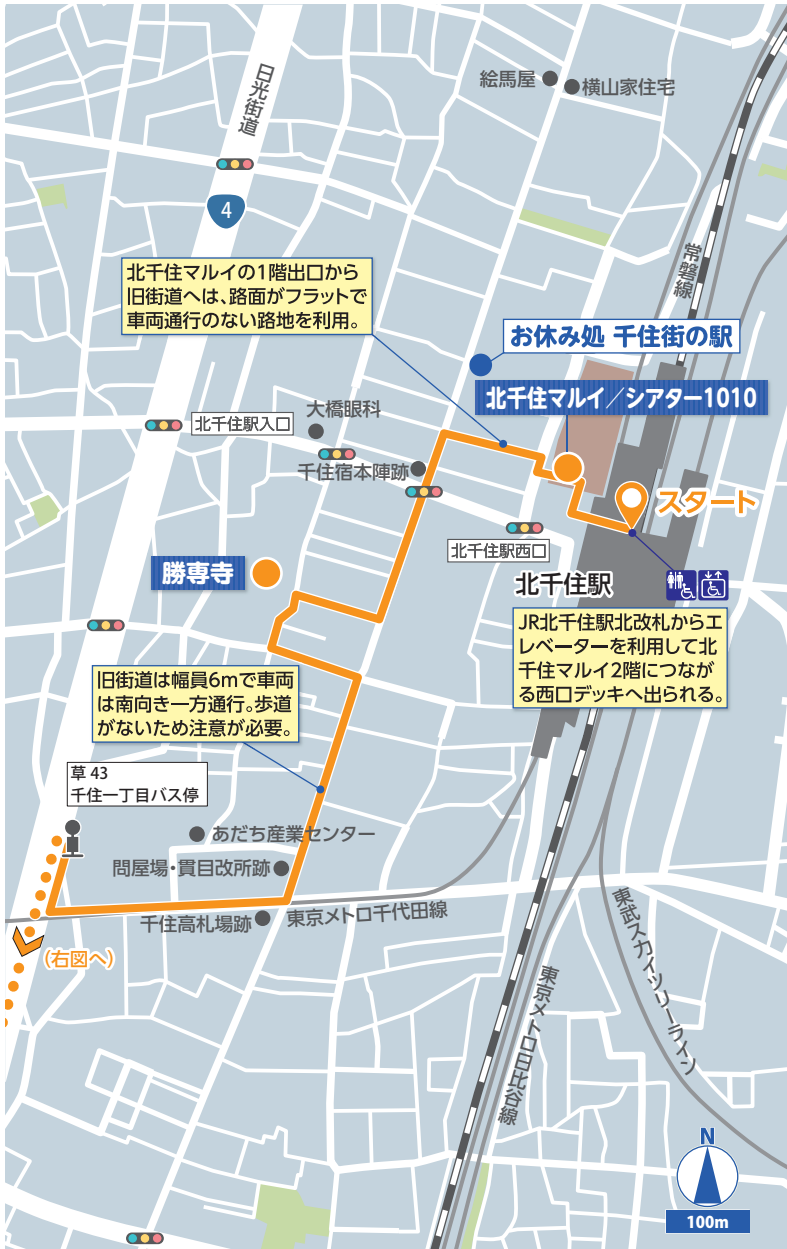 絵馬屋
横山家住宅
日光街道
4
常磐線
北千住マルイの1階出口から
旧街道へは、路面がフラットで
車両通行のない路地を利用。
お休み処 千住街の駅
北千住マルイ／シアター1010
大橋眼科
北千住駅入口
千住宿本陣跡
スタート
北千住駅西口
勝専寺
北千住駅
JR北千住駅北改札からエ
レベーターを利用して北
千住マルイ2階につなが
る西口デッキへ出られる。
旧街道は幅員6mで車両
は南向き一方通行。歩道
がないため注意が必要。
草 43
千住一丁目バス停
あだち産業センター
問屋場・貫目改所跡
千住高札場跡
東京メトロ千代田線
(右図へ)
東武スカイツリーライン
東京メトロ日比谷線
N
100m